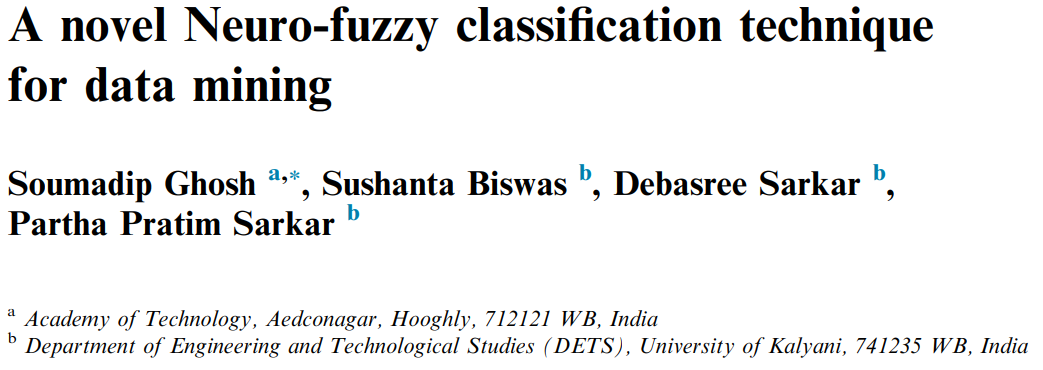 A novel Neuro-fuzzy classification technique
for data mining
Soumadip Ghosh a,*, Sushanta Biswas b, Debasree Sarkar b,
Partha Pratim Sarkar b
a Academy of Technology, Aedconagar, Hooghly, 712121 WB, India
b Department of Engineering and Technological Studies (DETS), University of Kalyani, 741235 WB, India